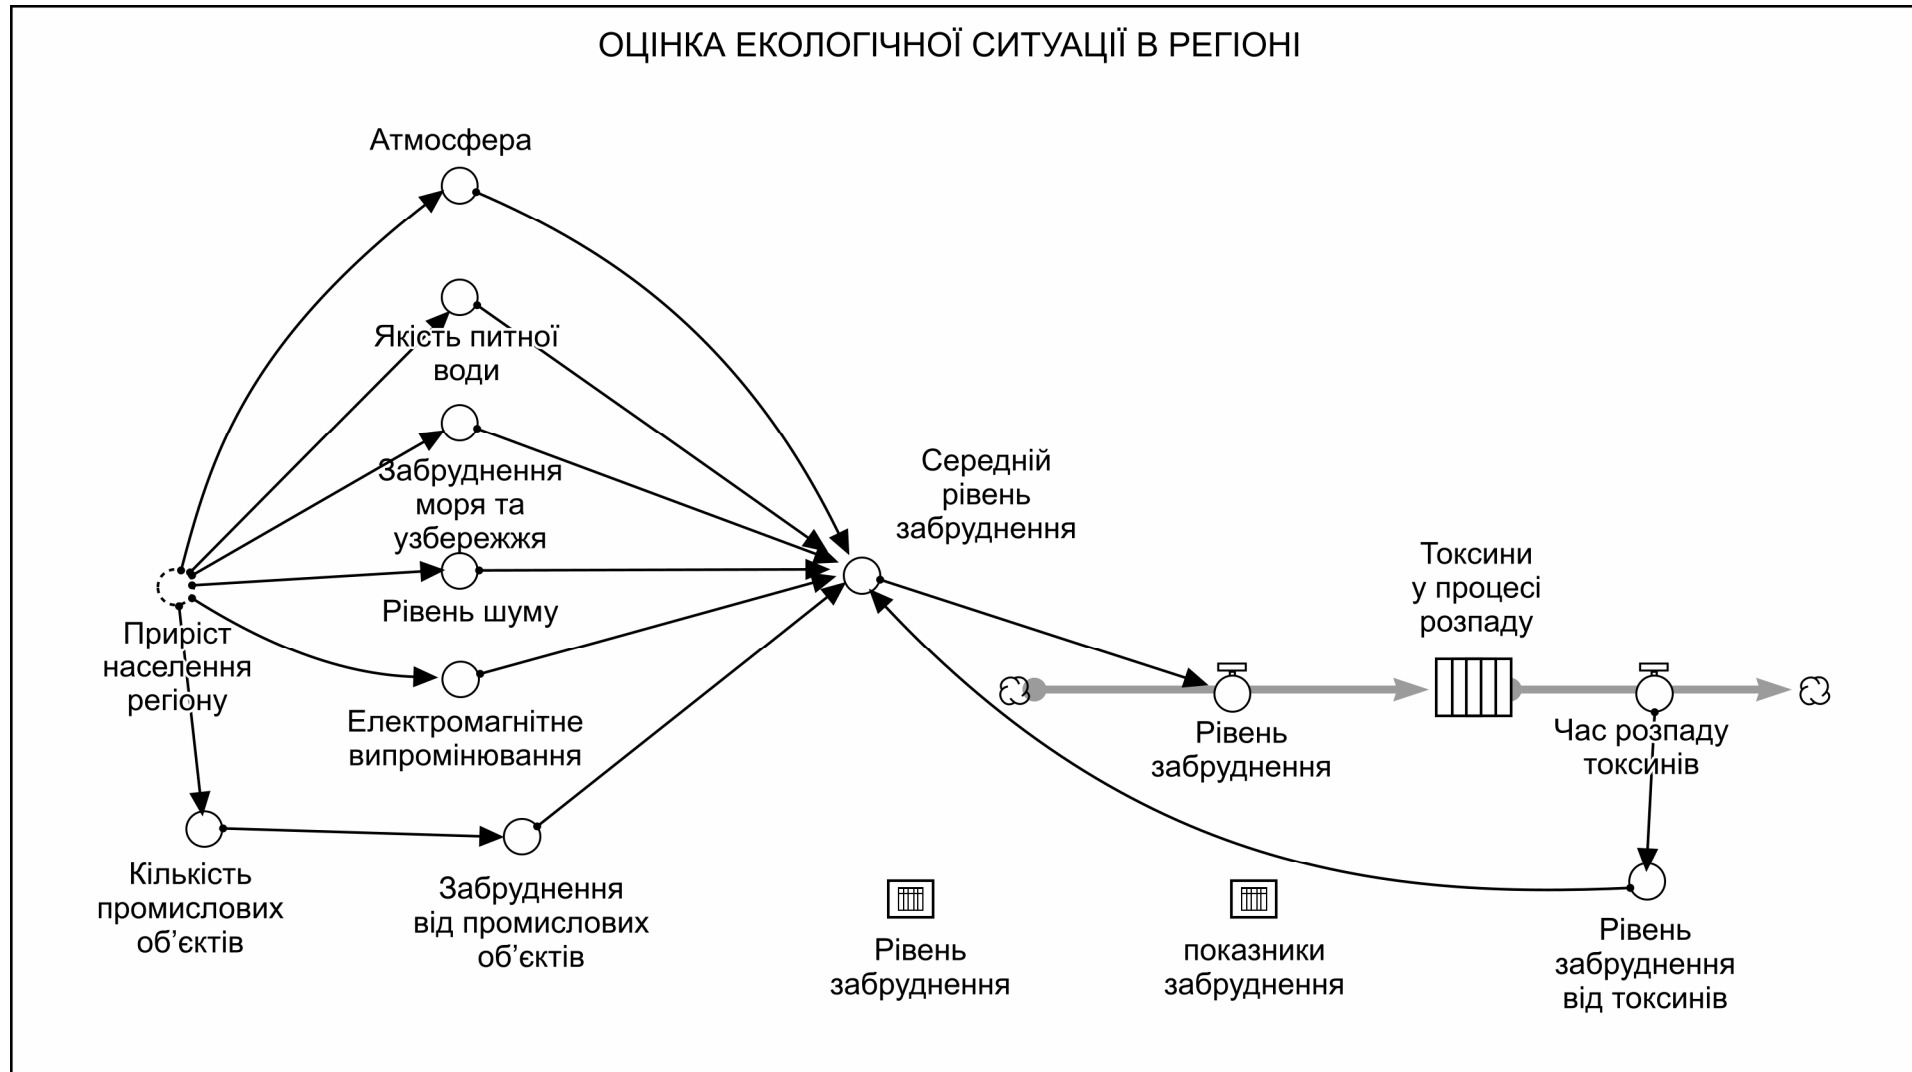 ОЦІНКА ЕКОЛОГІЧНОЇ СИТУАЦІЇ В РЕГІОНІ
Атмосфера
Якість питної
води
Забруднення
моря та
узбережжя
Рівень шуму
Приріст
населення
регіону
Електромагнітне
випромінювання
Кількість
промислових
об’єктів
Забруднення
від промислових
об’єктів
Середній
рівень
забруднення
Токсини
у процесі
розпаду
Рівень
забруднення
Час розпаду
токсинів
Рівень
забруднення
показники
забруднення
Рівень
забруднення
від токсинів